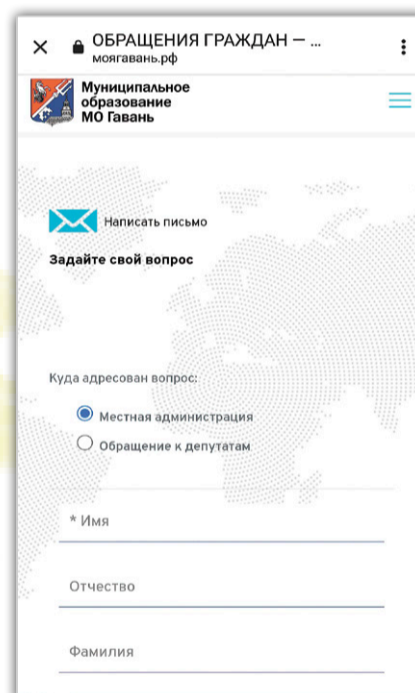 ОБРАЩЕНИЯ ГРАЖДАН — ...
моягавань.рф
Муниципальное
образование
МО Гавань
Написать письмо
Задайте свой вопрос
Куда адресован вопрос:
Местная администрация
Обращение к депутатам
* Имя
Отчество
Фамилия